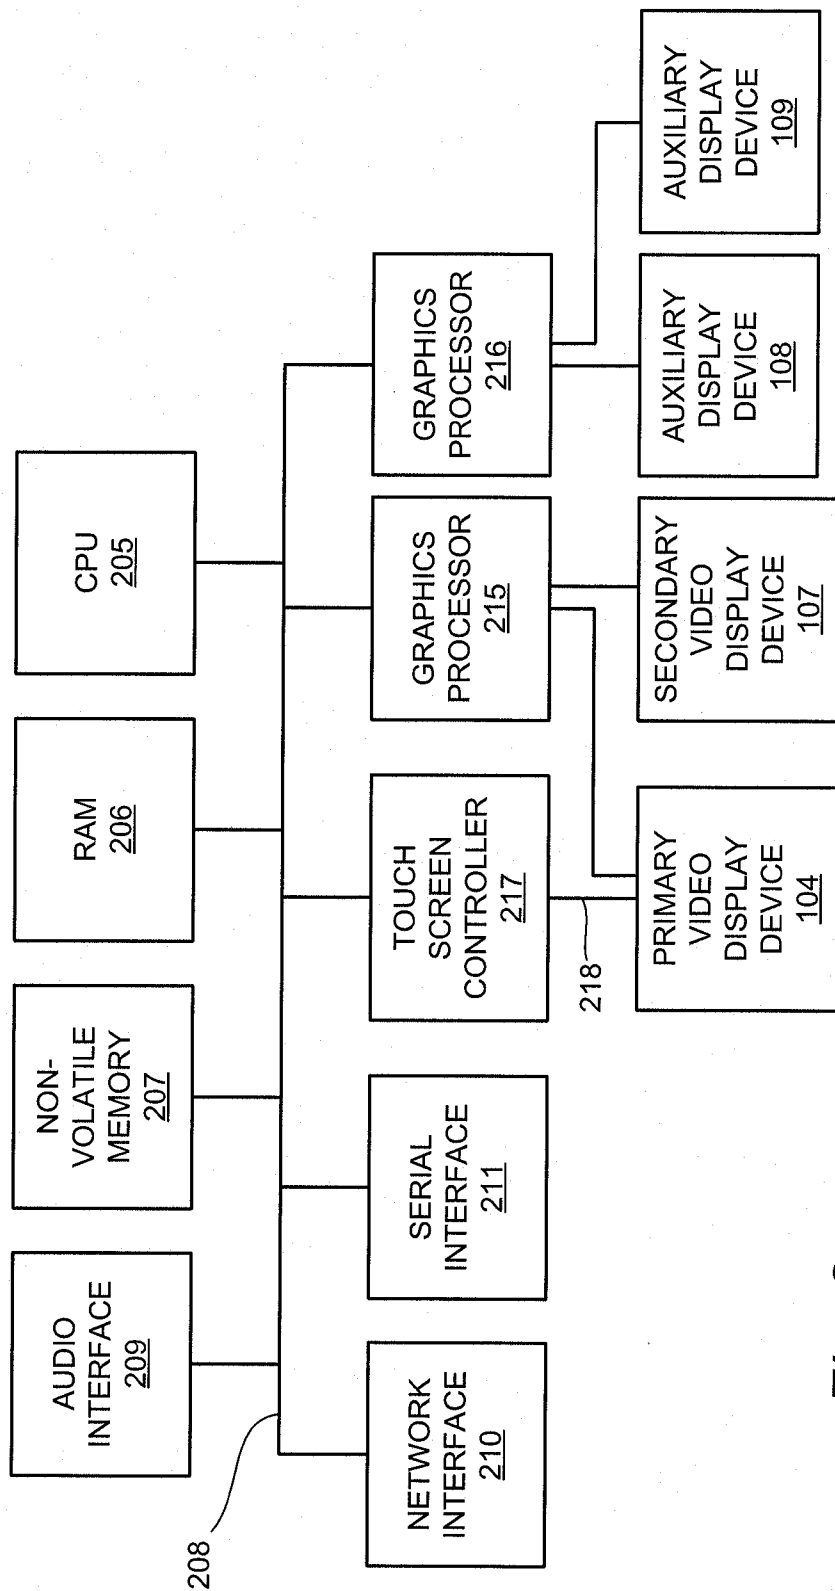 AUDIO
INTERFACE
209
NON-
VOLATILE
MEMORY
207
RAM
206
CPU
205
208
NETWORK
INTERFACE
210
SERIAL
INTERFACE
211
TOUCH
SCREEN
CONTROLLER
217
GRAPHICS
PROCESSOR
215
GRAPHICS
PROCESSOR
216
218
PRIMARY
VIDEO
DISPLAY
DEVICE
104
SECONDARY
VIDEO
DISPLAY
DEVICE
107
AUXILIARY
DISPLAY
DEVICE
108
AUXILIARY
DISPLAY
DEVICE
109